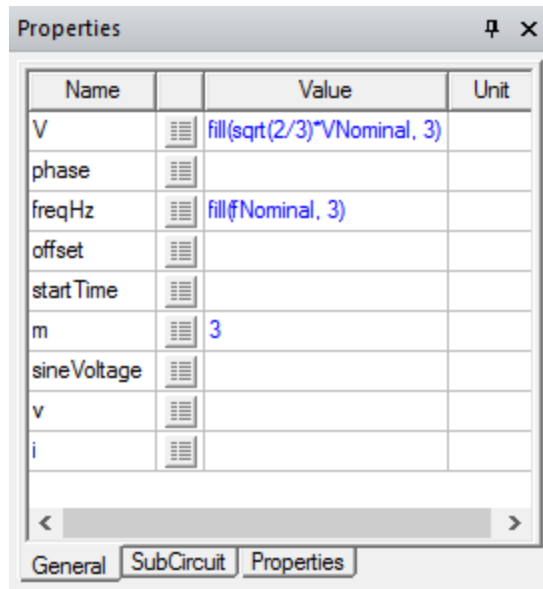 Properties
Name Value Unit
V fill(sqrt(2/3)*VNominal, 3)
phase
freqHz fill(fNominal, 3)
offset
startTime
m 3
sineVoltage
v
i
General SubCircuit Properties